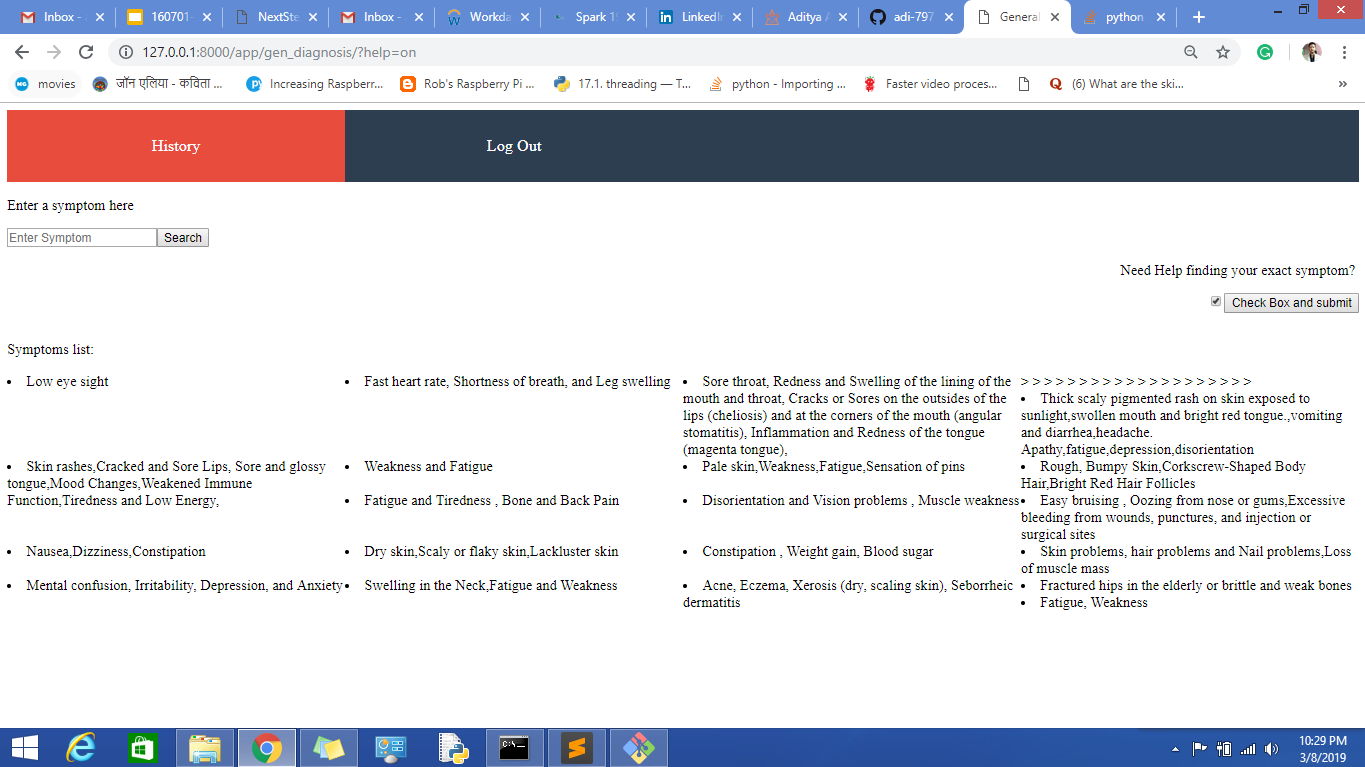 Inbox -
160701-
NextSte
Inbox -
Workda
Spark 15
LinkedIn
Aditya A
adi-797
General
python
127.0.0.1:8000/app/gen_diagnosis/?help=on
movies
जॉन एलिया - कविता ...
Increasing Raspberr...
Rob's Raspberry Pi ...
17.1. threading — T...
python - Importing ...
Faster video proces...
(6) What are the ski...
»
History
Log Out
Enter a symptom here
Enter Symptom
Search
Need Help finding your exact symptom?
Check Box and submit
Symptoms list:
• Low eye sight
• Fast heart rate, Shortness of breath, and Leg swelling
• Sore throat, Redness and Swelling of the lining of the
mouth and throat, Cracks or Sores on the outsides of the
lips (cheliosis) and at the corners of the mouth (angular
stomatitis), Inflammation and Redness of the tongue
(magenta tongue),
> > > > > > > > > > > > > > > > > > > >
• Thick scaly pigmented rash on skin exposed to
sunlight,swollen mouth and bright red tongue.,vomiting
and diarrhea,headache.
Apathy,fatigue,depression,disorientation
• Skin rashes,Cracked and Sore Lips, Sore and glossy
tongue,Mood Changes,Weakened Immune
Function,Tiredness and Low Energy,
• Weakness and Fatigue
• Pale skin,Weakness,Fatigue,Sensation of pins
• Rough, Bumpy Skin,Corkscrew-Shaped Body
Hair,Bright Red Hair Follicles
• Fatigue and Tiredness , Bone and Back Pain
• Disorientation and Vision problems , Muscle weakness
• Easy bruising , Oozing from nose or gums,Excessive
bleeding from wounds, punctures, and injection or
surgical sites
• Nausea,Dizziness,Constipation
• Dry skin,Scaly or flaky skin,Lackluster skin
• Constipation , Weight gain, Blood sugar
• Skin problems, hair problems and Nail problems,Loss
of muscle mass
• Mental confusion, Irritability, Depression, and Anxiety
• Swelling in the Neck,Fatigue and Weakness
• Acne, Eczema, Xerosis (dry, scaling skin), Seborrheic
dermatitis
• Fractured hips in the elderly or brittle and weak bones
• Fatigue, Weakness
10:29 PM
3/8/2019